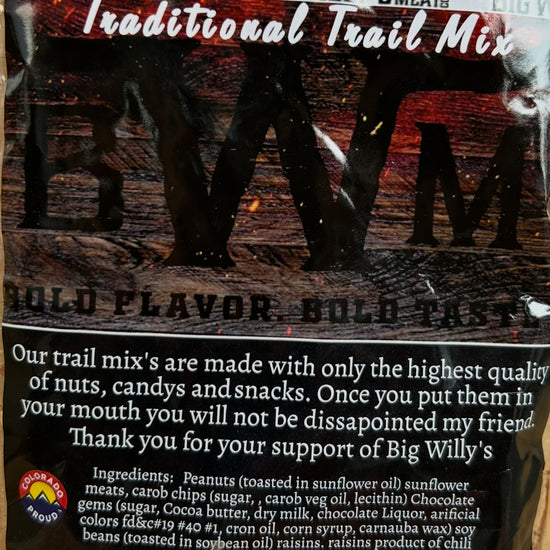 MEATS BIG W
Traditional Trail Mix
BWM
BOLD FLAVOR. BOLD TASTE
Our trail mix's are made with only the highest quality
of nuts, candys and snacks. Once you put them in
your mouth you will not be dissapointed my friend.
Thank you for your support of Big Willy's
Ingredients: Peanuts (toasted in sunflower oil) sunflower
meats, carob chips (sugar, , carob veg oil, lecithin) Chocolate
gems (sugar, Cocoa butter, dry milk, chocolate Liquor, arificial
colors fd&c#19 #40 #1, cron oil, corn syrup, carnauba wax) soy
beans (toasted in soybean oil) raisins. raisins product of chili
COLORADO
PROUD